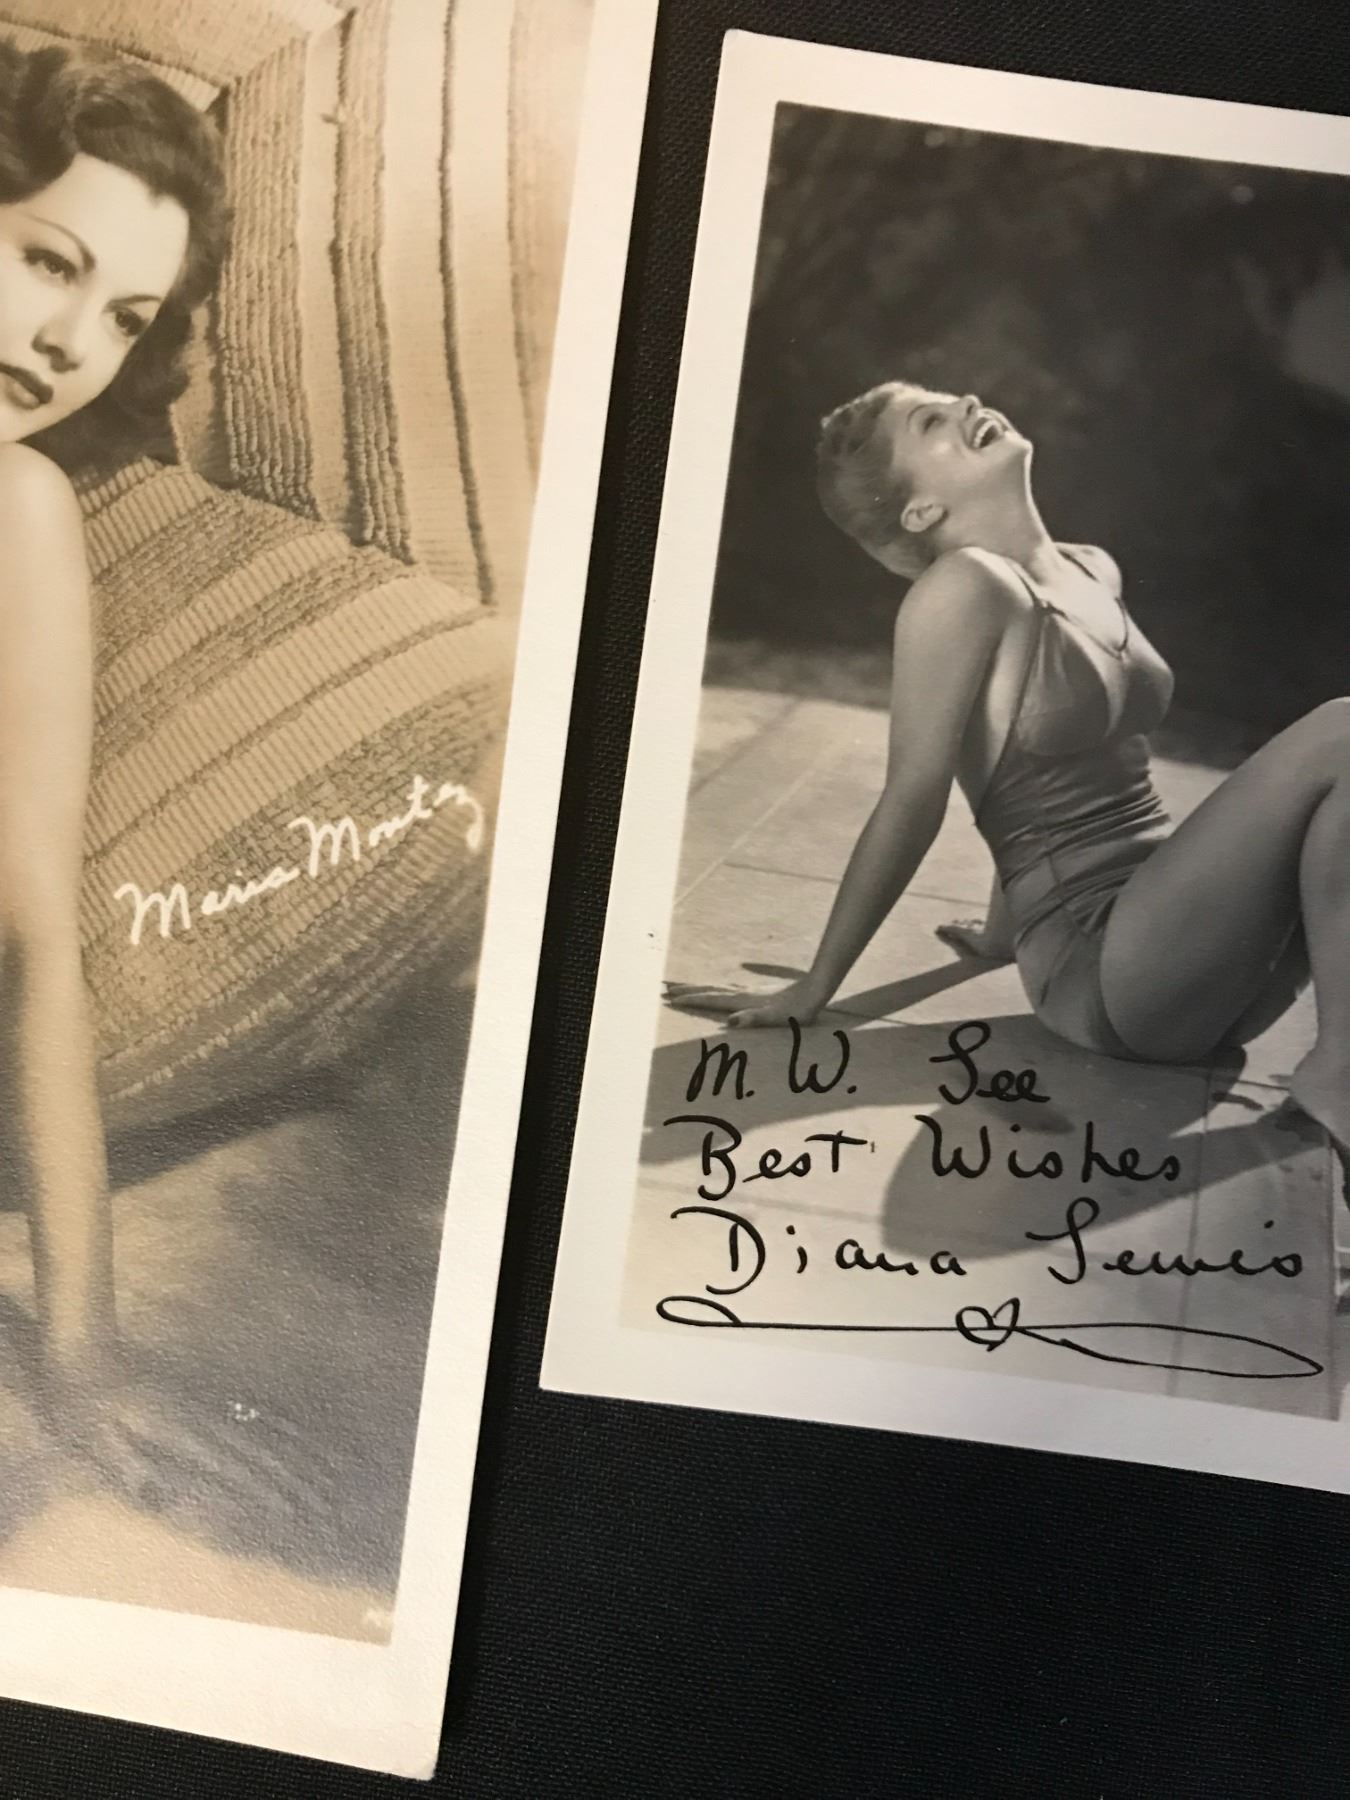 Maria Montez
M. W. Lee
Best Wishes
Diana Lewis